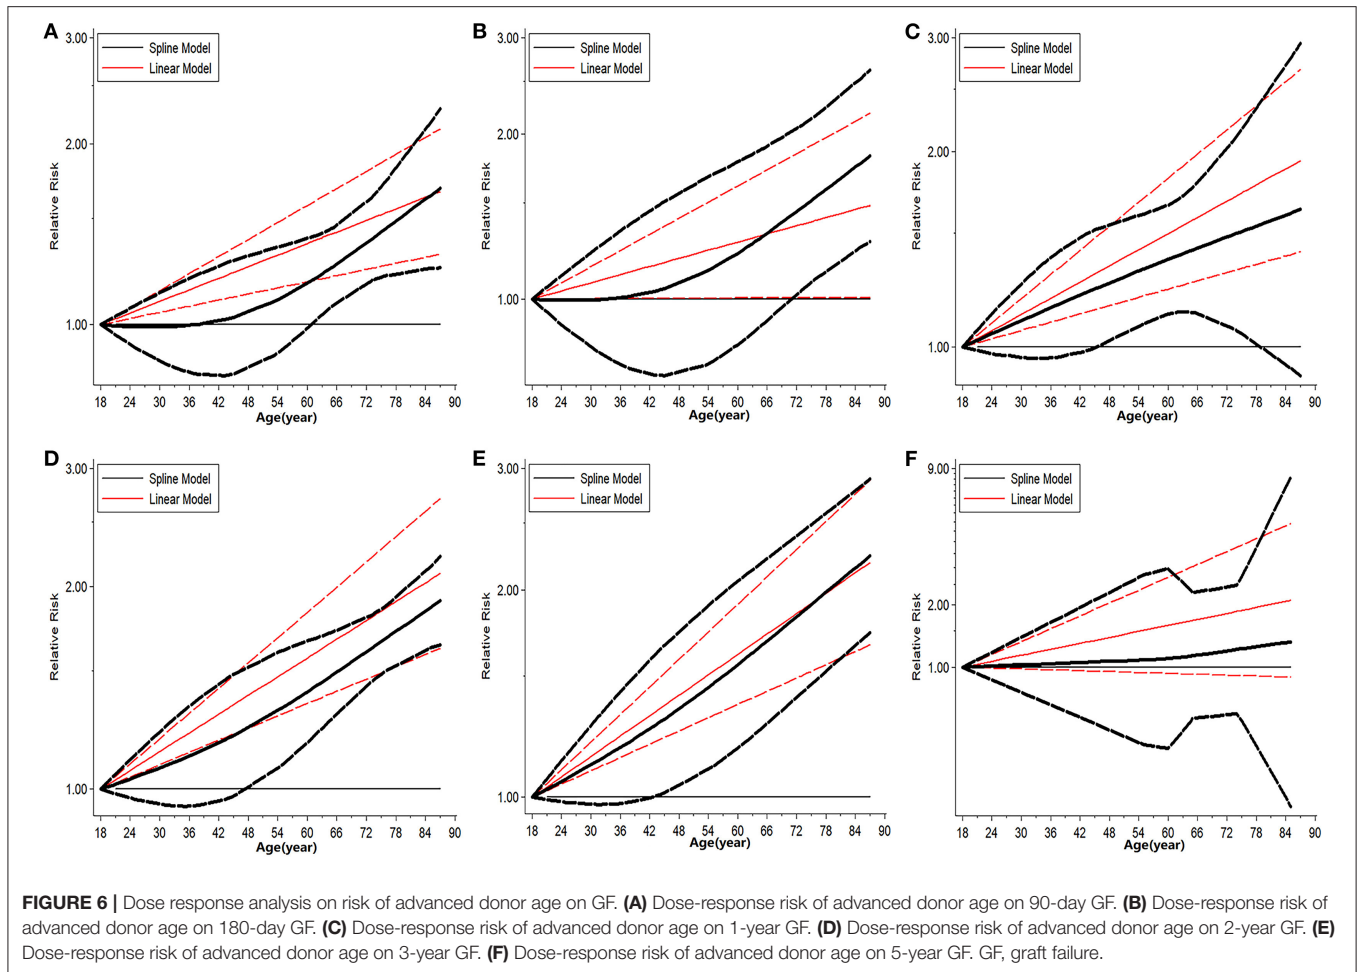 A
3.00
2.00
1.00
Relative Risk
Spline Model
Linear Model
18 24 30 36 42 48 54 60 66 72 78 84 90
Age(year)
B
3.00
2.00
1.00
Relative Risk
Spline Model
Linear Model
18 24 30 36 42 48 54 60 66 72 78 84 90
Age(year)
C
3.00
2.00
1.00
Relative Risk
Spline Model
Linear Model
18 24 30 36 42 48 54 60 66 72 78 84 90
Age(year)
D
3.00
2.00
1.00
Relative Risk
Spline Model
Linear Model
18 24 30 36 42 48 54 60 66 72 78 84 90
Age(year)
E
3.00
2.00
1.00
Relative Risk
Spline Model
Linear Model
18 24 30 36 42 48 54 60 66 72 78 84 90
Age(year)
F
9.00
2.00
1.00
Relative Risk
Spline Model
Linear Model
18 24 30 36 42 48 54 60 66 72 78 84 90
Age(year)
FIGURE 6 | Dose response analysis on risk of advanced donor age on GF. (A) Dose-response risk of advanced donor age on 90-day GF. (B) Dose-response risk of
advanced donor age on 180-day GF. (C) Dose-response risk of advanced donor age on 1-year GF. (D) Dose-response risk of advanced donor age on 2-year GF. (E)
Dose-response risk of advanced donor age on 3-year GF. (F) Dose-response risk of advanced donor age on 5-year GF. GF, graft failure.